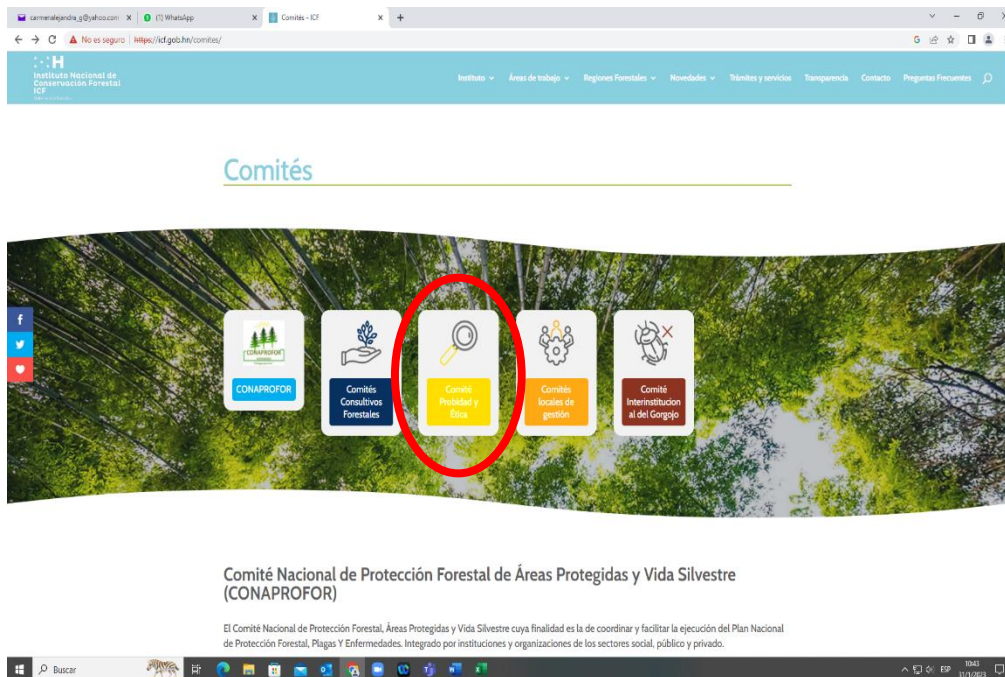 carmenalejandra_g@yahoo.com
(1) WhatsApp
Comités - ICF
No es seguro
https://icf.gob.hn/comites/
Instituto Nacional de
Conservación Forestal
ICF
Instituto
Áreas de trabajo
Regiones Forestales
Novedades
Trámites y servicios
Transparencia
Contacto
Preguntas Frecuentes
Comités
CONAPROFOR
CONAPROFOR
Comités
Consultivos
Forestales
Comité
Probidad y
Ética
Comités
locales de
gestión
Comité
Interinstitucion
al del Gorgojo
Comité Nacional de Protección Forestal de Áreas Protegidas y Vida Silvestre
(CONAPROFOR)
El Comité Nacional de Protección Forestal, Áreas Protegidas y Vida Silvestre cuya finalidad es la de coordinar y facilitar la ejecución del Plan Nacional
de Protección Forestal, Plagas Y Enfermedades. Integrado por instituciones y organizaciones de los sectores social, público y privado.
Buscar
ESP
10:43
31/1/2023